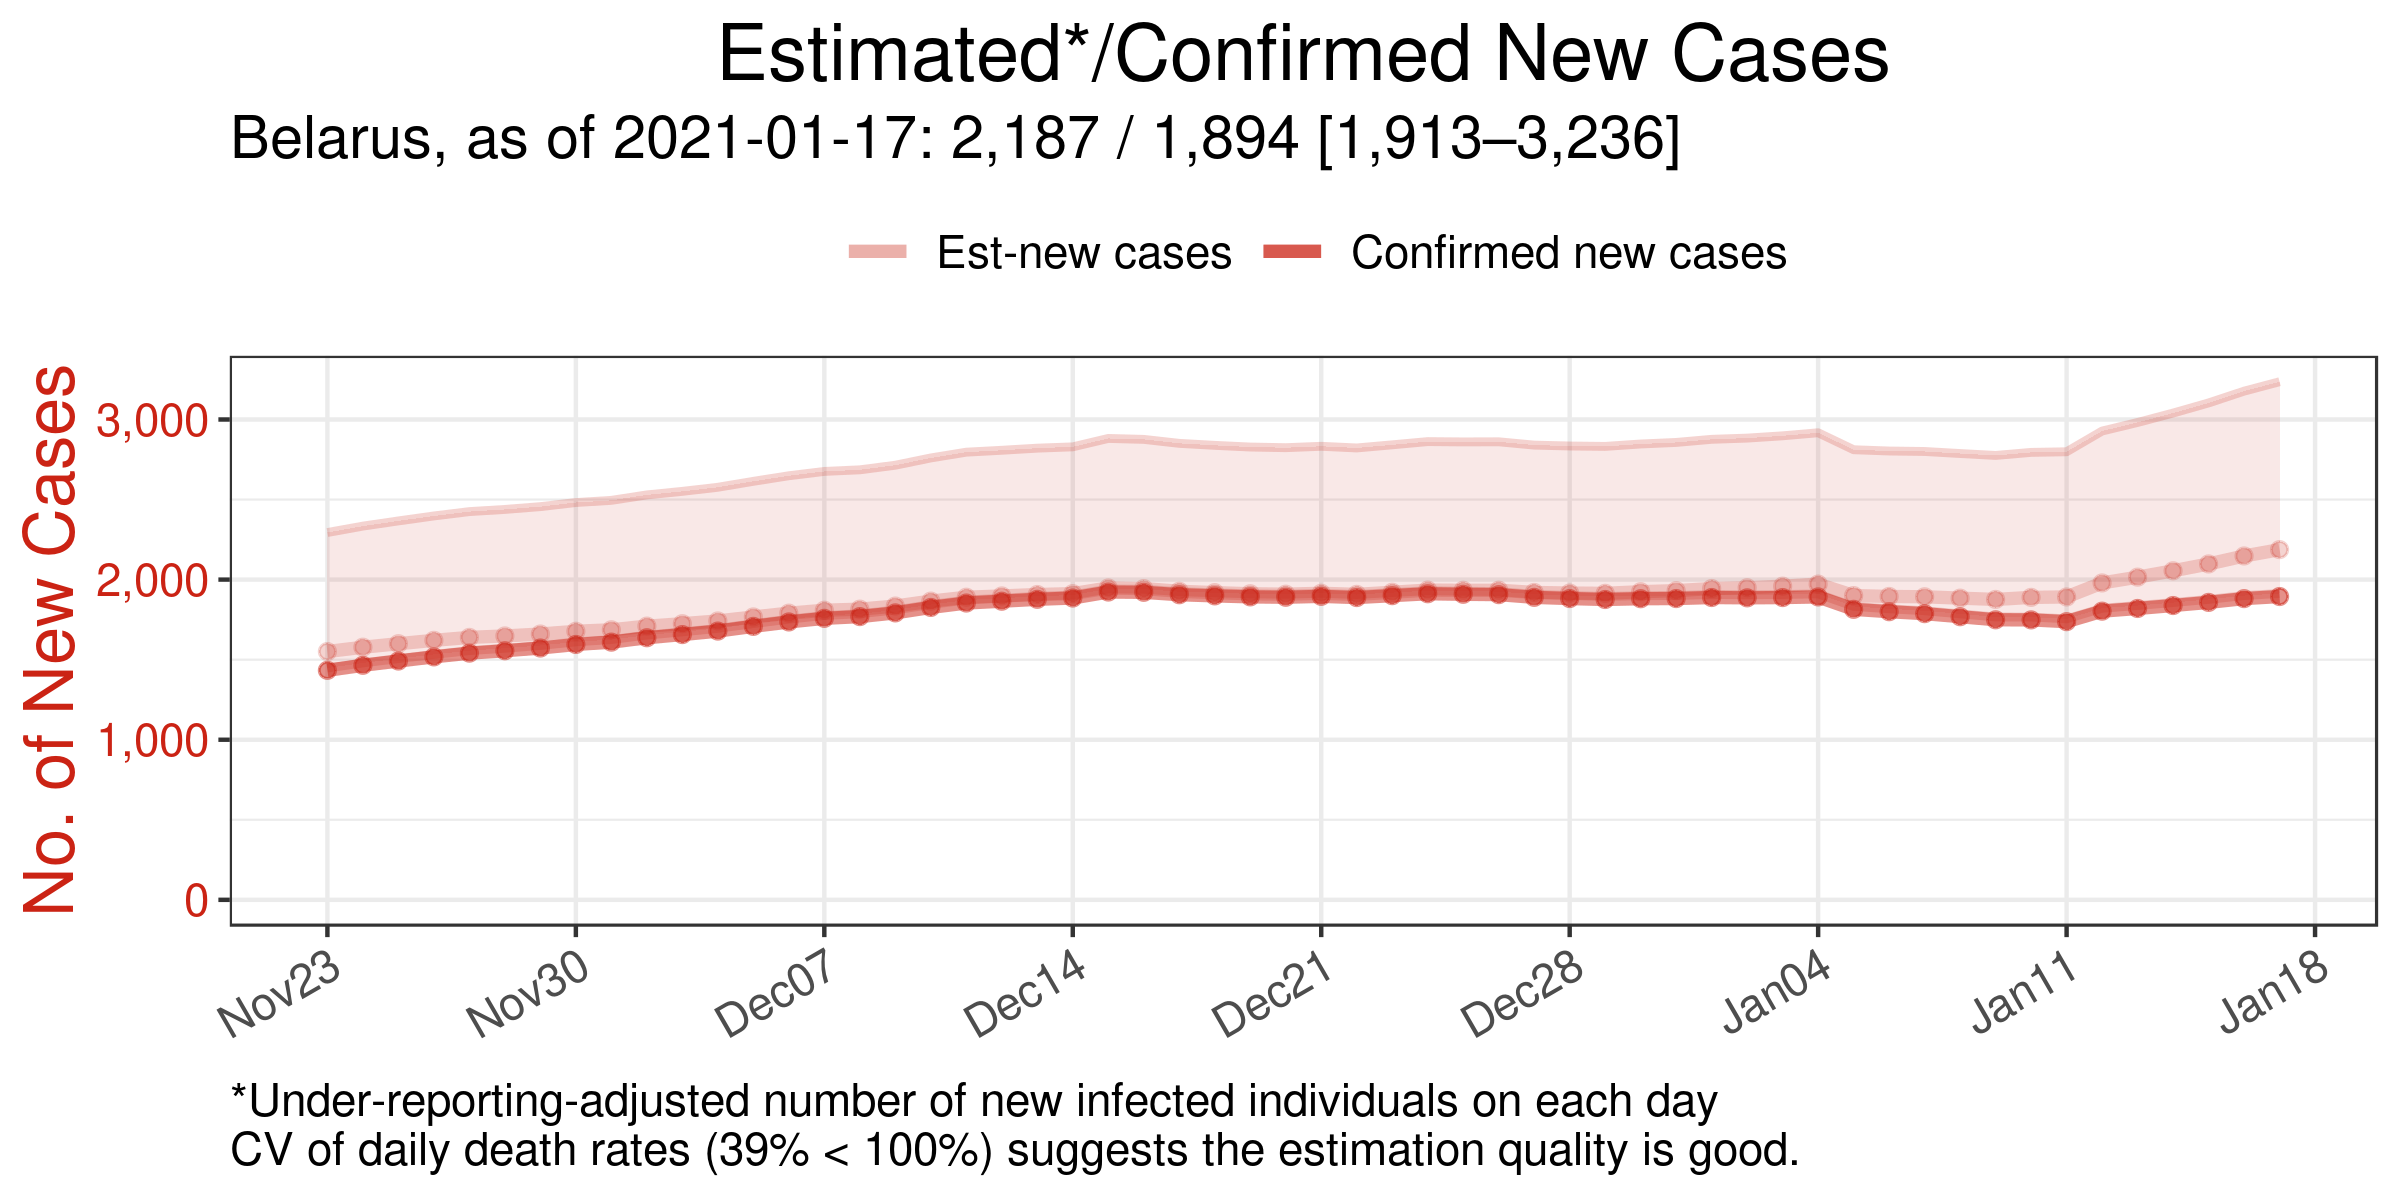 Estimated*/Confirmed New Cases
Belarus, as of 2021-01-17: 2,187 / 1,894 [1,913–3,236]
Est-new cases
Confirmed new cases
No. of New Cases
3,000
2,000
1,000
0
Nov23
Nov30
Dec07
Dec14
Dec21
Dec28
Jan04
Jan11
Jan18
*Under-reporting-adjusted number of new infected individuals on each day
CV of daily death rates (39% < 100%) suggests the estimation quality is good.